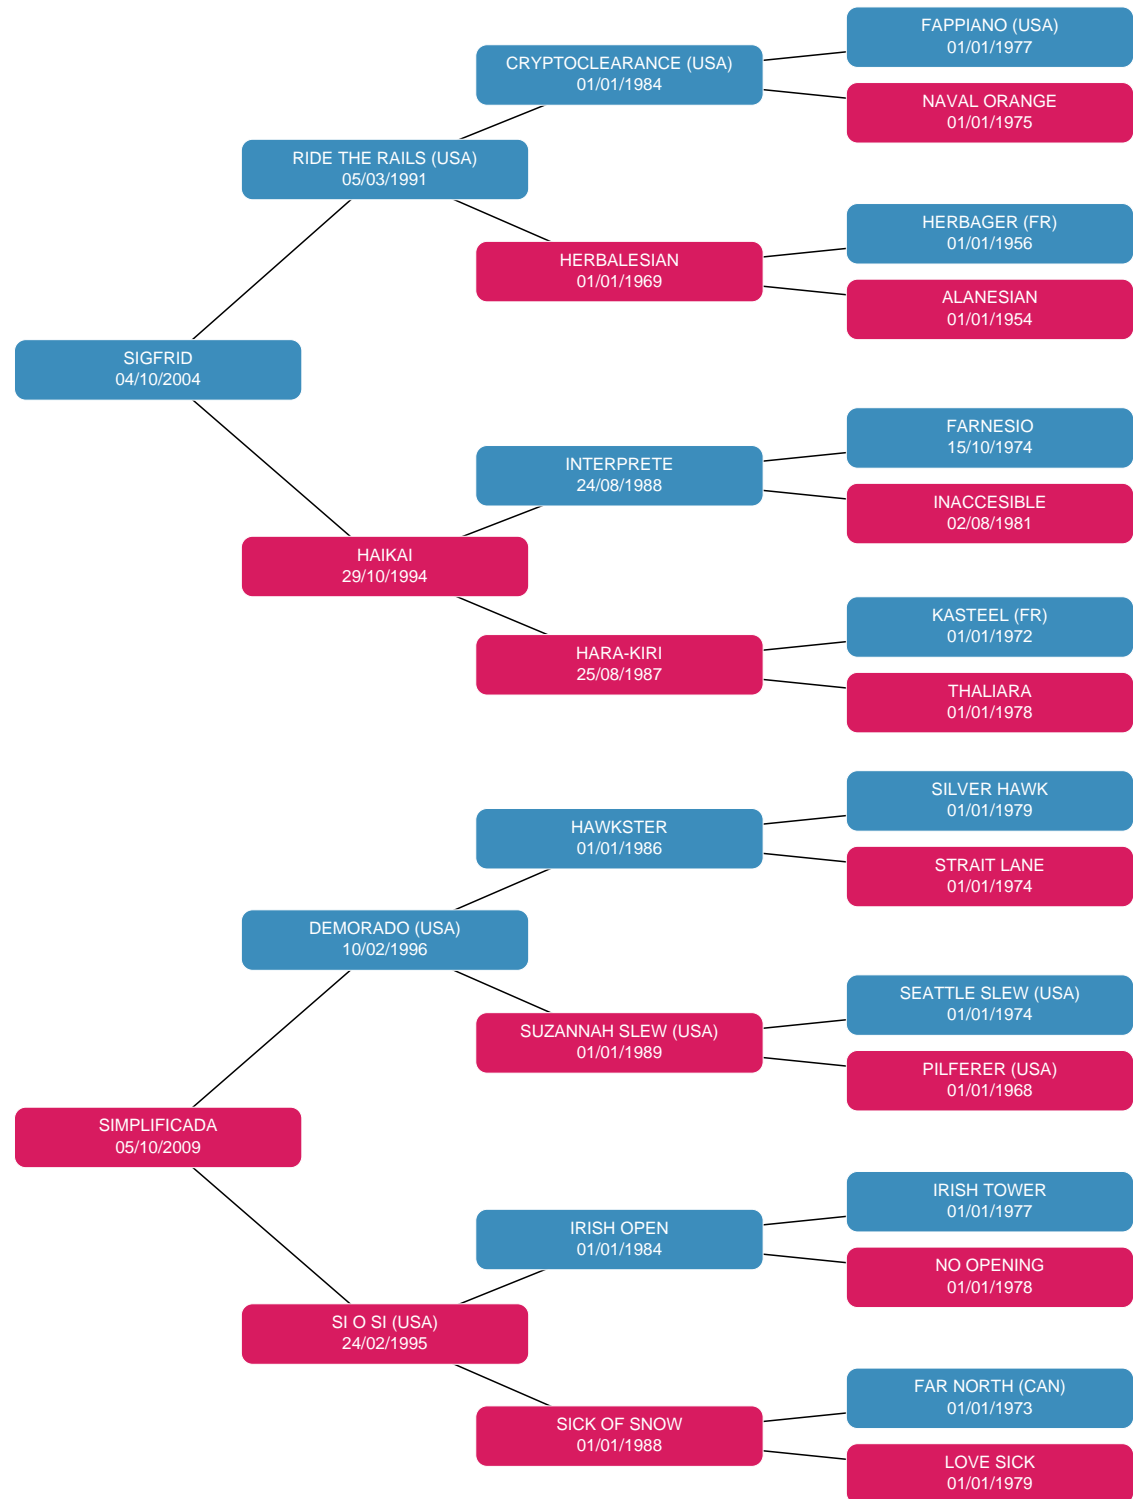 FAPPIANO (USA)
01/01/1977
CRYPTOCLEARANCE (USA)
01/01/1984
NAVAL ORANGE
01/01/1975
RIDE THE RAILS (USA)
05/03/1991
HERBAGER (FR)
01/01/1956
HERBALESIAN
01/01/1969
ALANESIAN
01/01/1954
SIGFRID
04/10/2004
FARNESIO
15/10/1974
INTERPRETE
24/08/1988
INACCESIBLE
02/08/1981
HAIKAI
29/10/1994
KASTEEL (FR)
01/01/1972
HARA-KIRI
25/08/1987
THALIARA
01/01/1978
SILVER HAWK
01/01/1979
HAWKSTER
01/01/1986
STRAIT LANE
01/01/1974
DEMORADO (USA)
10/02/1996
SEATTLE SLEW (USA)
01/01/1974
SUZANNAH SLEW (USA)
01/01/1989
PILFERER (USA)
01/01/1968
SIMPLIFICADA
05/10/2009
IRISH TOWER
01/01/1977
IRISH OPEN
01/01/1984
NO OPENING
01/01/1978
SI O SI (USA)
24/02/1995
FAR NORTH (CAN)
01/01/1973
SICK OF SNOW
01/01/1988
LOVE SICK
01/01/1979